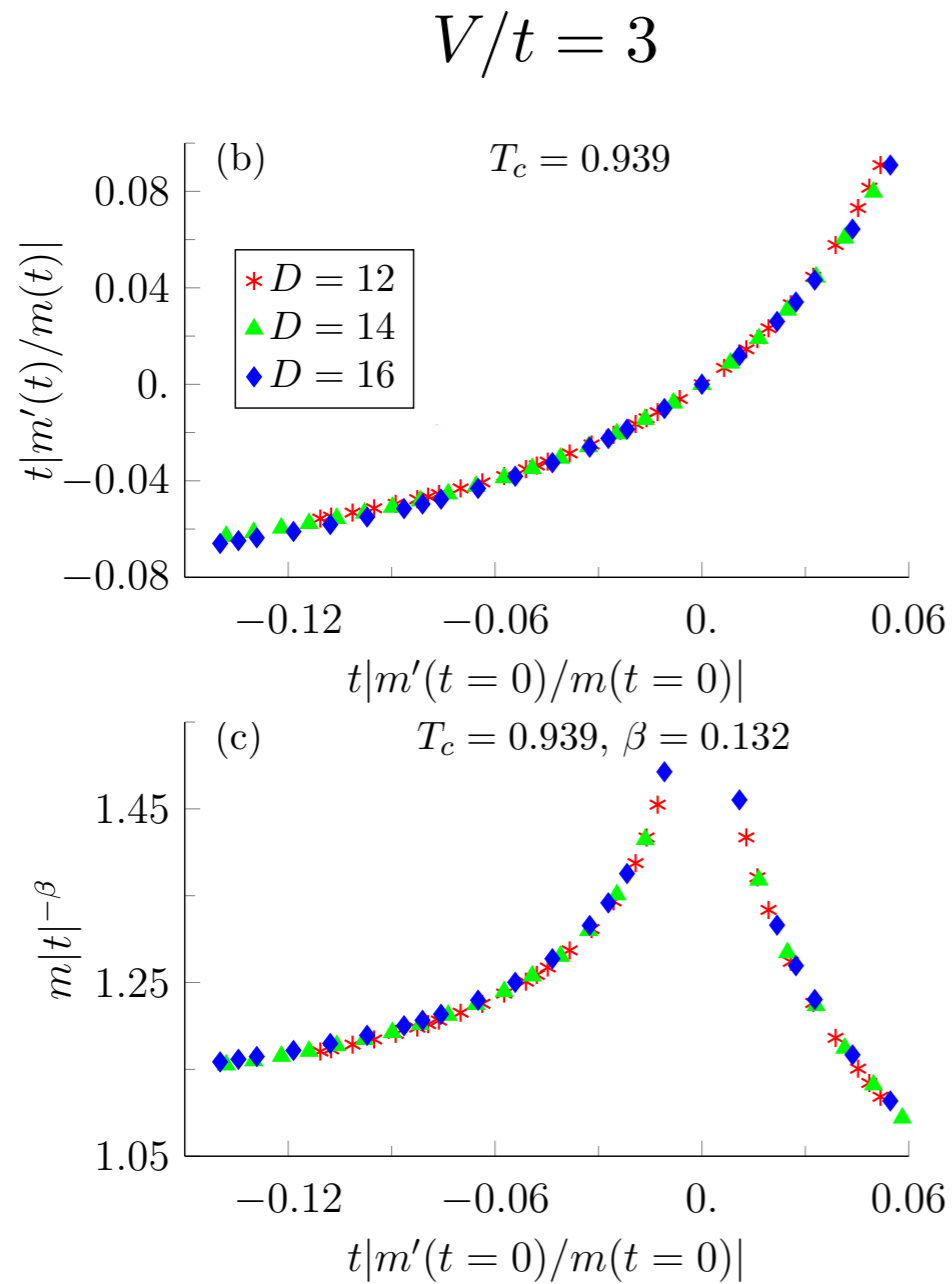 V/t = 3
(b)
T_c = 0.939
0.08
0.04
0.
−0.04
−0.08
t|m′(t)/m(t)|
D = 12
D = 14
D = 16
−0.12
−0.06
0.
0.06
t|m′(t = 0)/m(t = 0)|
(c)
T_c = 0.939, β = 0.132
1.45
1.25
1.05
m|t|^{−β}
−0.12
−0.06
0.
0.06
t|m′(t = 0)/m(t = 0)|